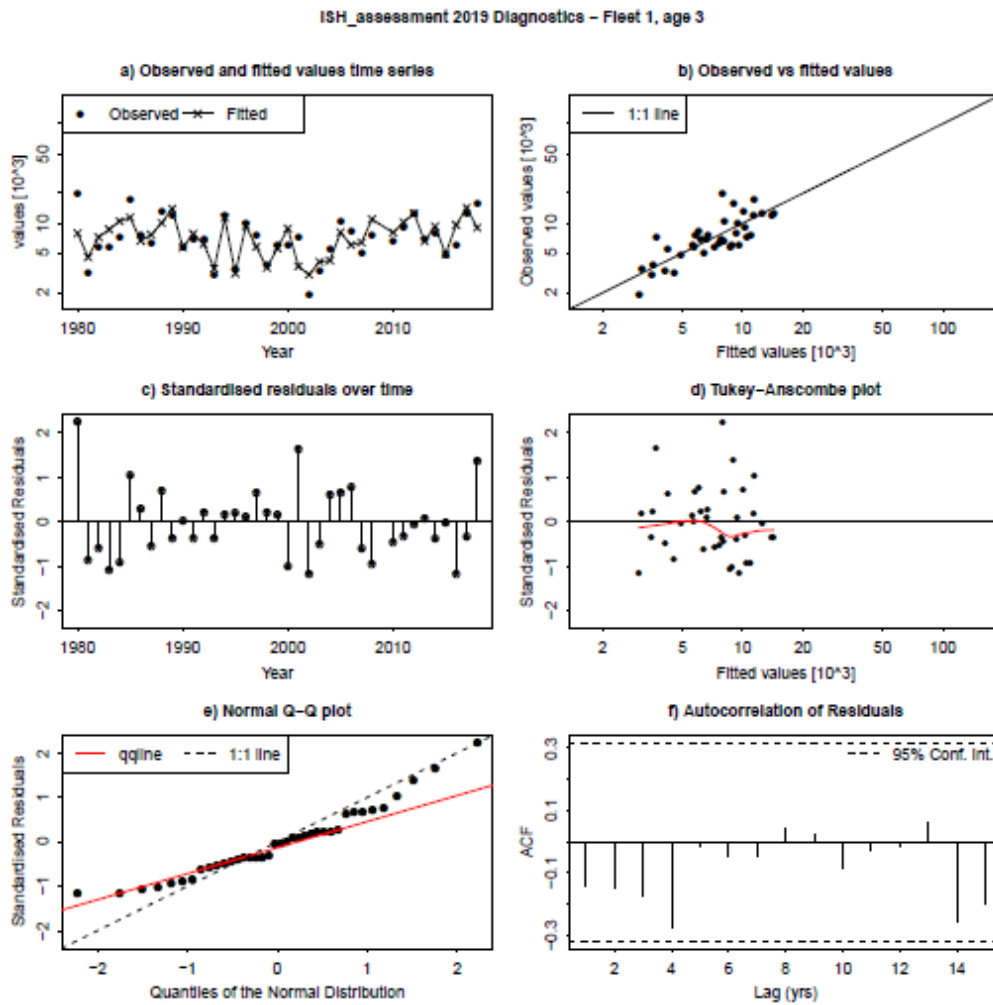 ISH_assessment 2019 Diagnostics – Fleet 1, age 3
a) Observed and fitted values time series
Observed Fitted
values [10^3]
50
20
10
5
2
1980 1990 2000 2010
Year
b) Observed vs fitted values
1:1 line
Observed values [10^3]
50
10
5
2
2 5 10 20 50 100
Fitted values [10^3]
c) Standardised residuals over time
Standardised Residuals
2
1
0
−1
−2
1980 1990 2000 2010
Year
d) Tukey−Anscombe plot
Standardised Residuals
2
1
0
−1
−2
2 5 10 20 50 100
Fitted values [10^3]
e) Normal Q−Q plot
qqline 1:1 line
Standardised Residuals
2
1
0
−1
−2
−2 −1 0 1 2
Quantiles of the Normal Distribution
f) Autocorrelation of Residuals
95% Conf. Int.
ACF
0.3
0.1
−0.1
−0.3
2 4 6 8 10 12 14
Lag (yrs)